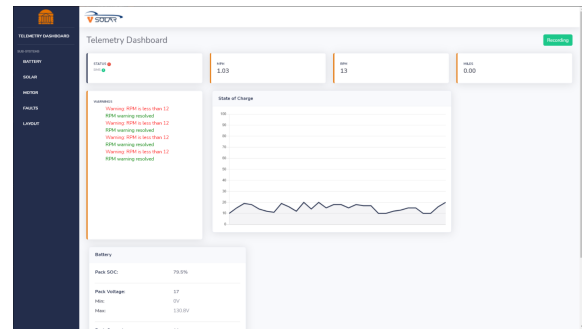 V SOLAR
TELEMETRY DASHBOARD
SUB SYSTEMS
BATTERY
SOLAR
MOTOR
FAULTS
LAYOUT
Telemetry Dashboard
Recording
STATUS
MPH
1.03
RPM
13
MILES
0.00
WARNINGS
Warning: RPM is less than 12
RPM warning resolved
Warning: RPM is less than 12
RPM warning resolved
Warning: RPM is less than 12
RPM warning resolved
Warning: RPM is less than 12
RPM warning resolved
State of Charge
100
90
80
70
60
50
40
30
20
10
0
Battery
Pack SOC: 79.5%
Pack Voltage: 17
Min: 0V
Max: 130.8V